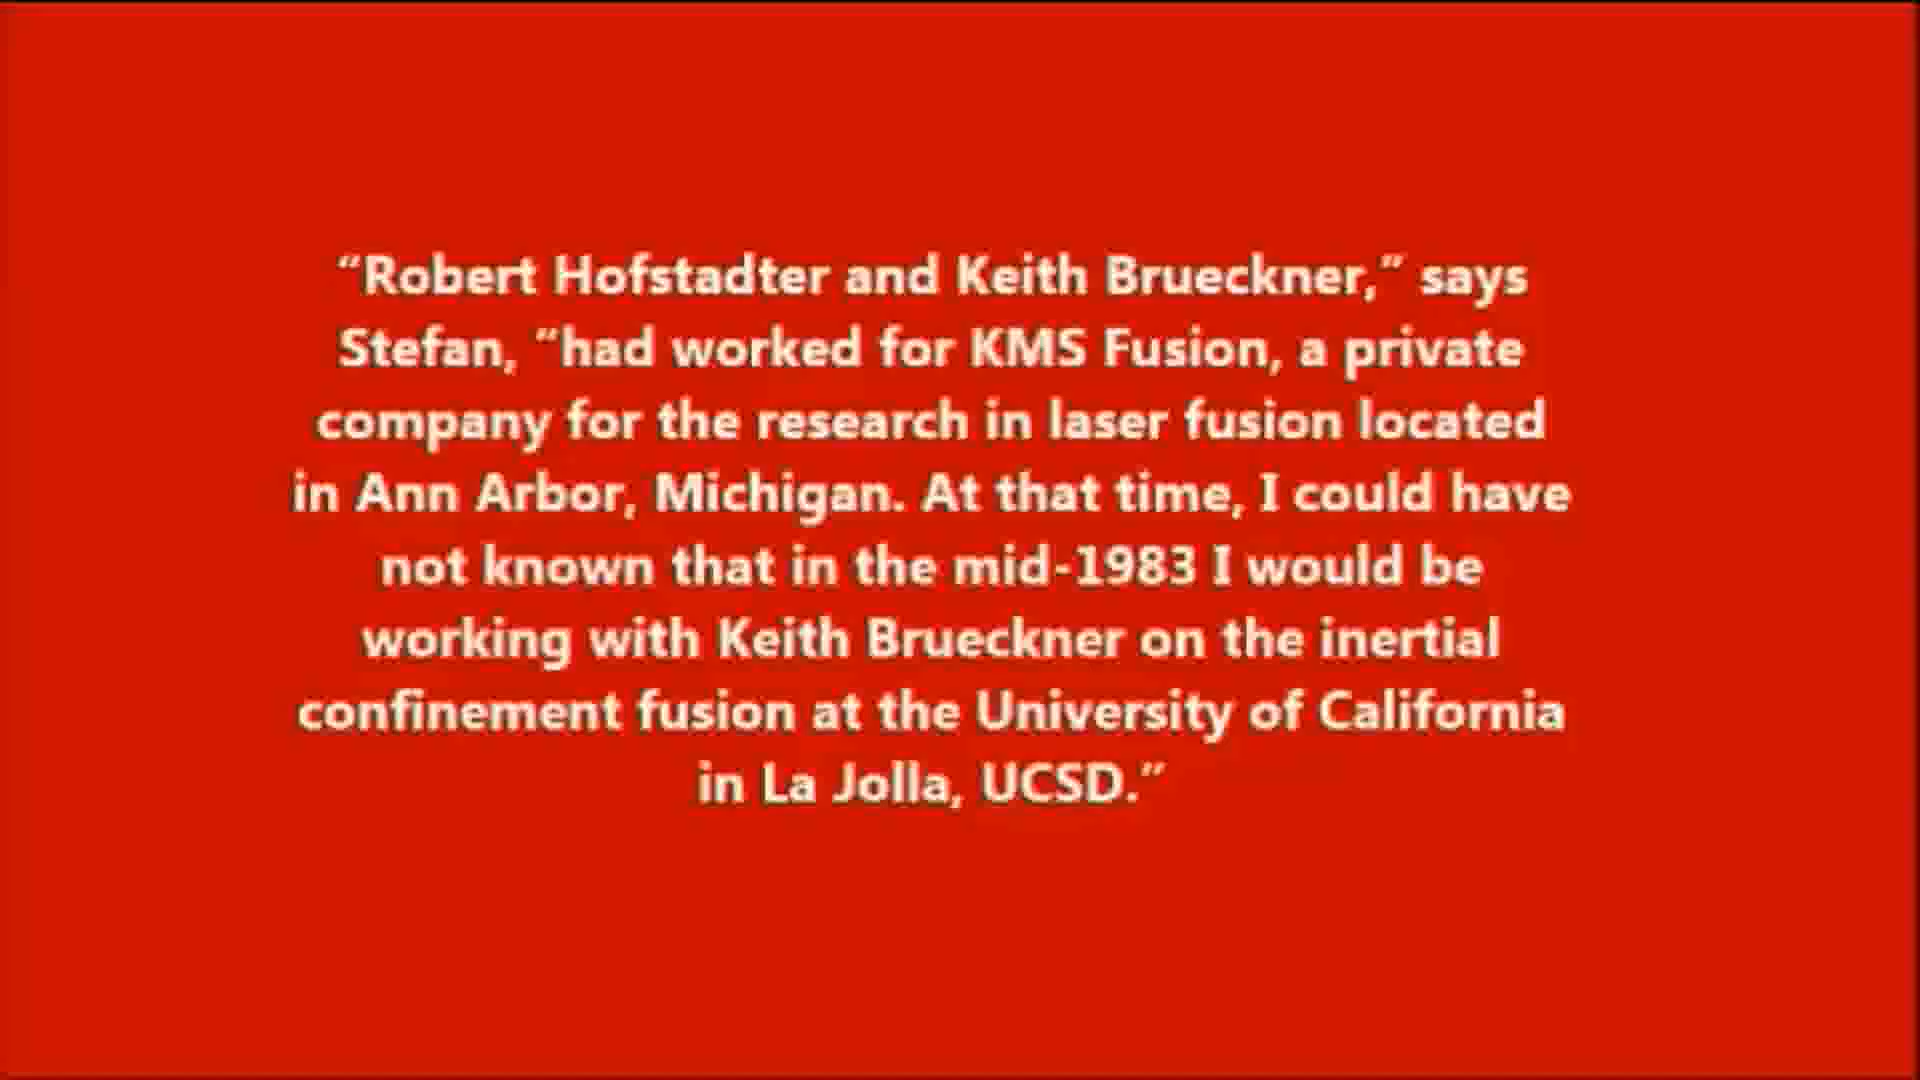 “Robert Hofstadter and Keith Brueckner,” says
Stefan, “had worked for KMS Fusion, a private
company for the research in laser fusion located
in Ann Arbor, Michigan. At that time, I could have
not known that in the mid-1983 I would be
working with Keith Brueckner on the inertial
confinement fusion at the University of California
in La Jolla, UCSD.”